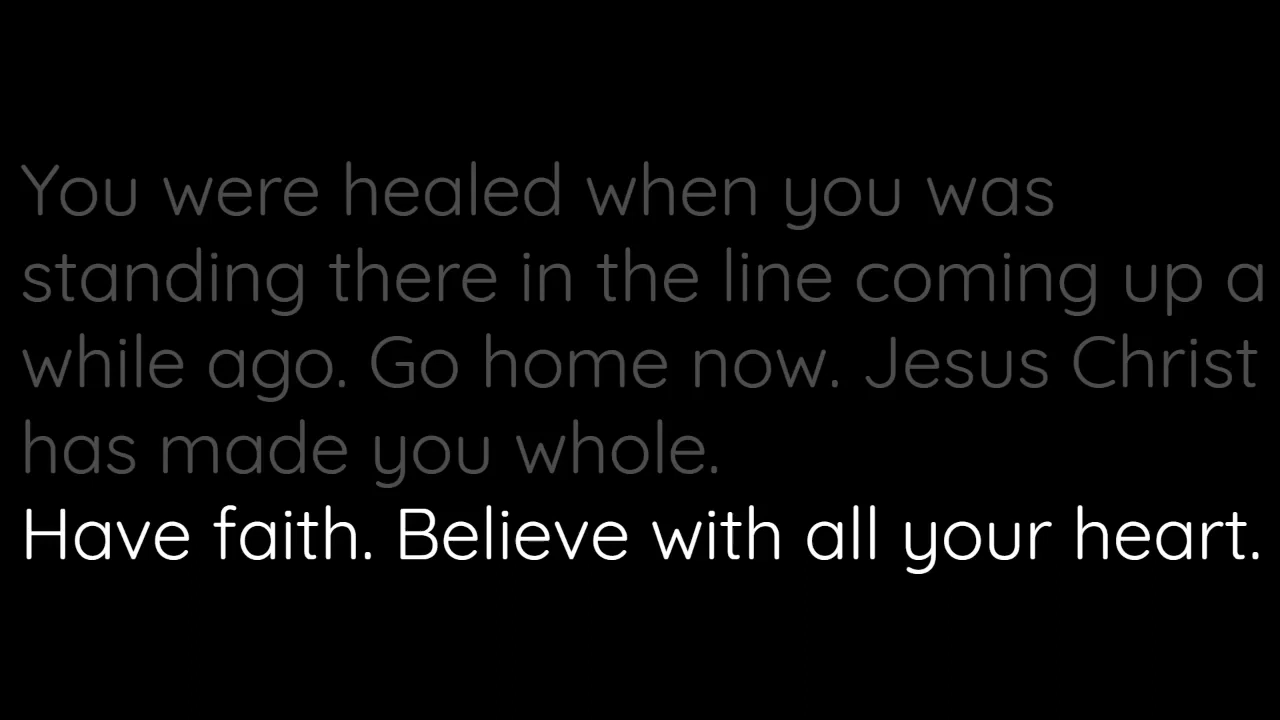 You were healed when you was
standing there in the line coming up a
while ago. Go home now. Jesus Christ
has made you whole.
Have faith. Believe with all your heart.